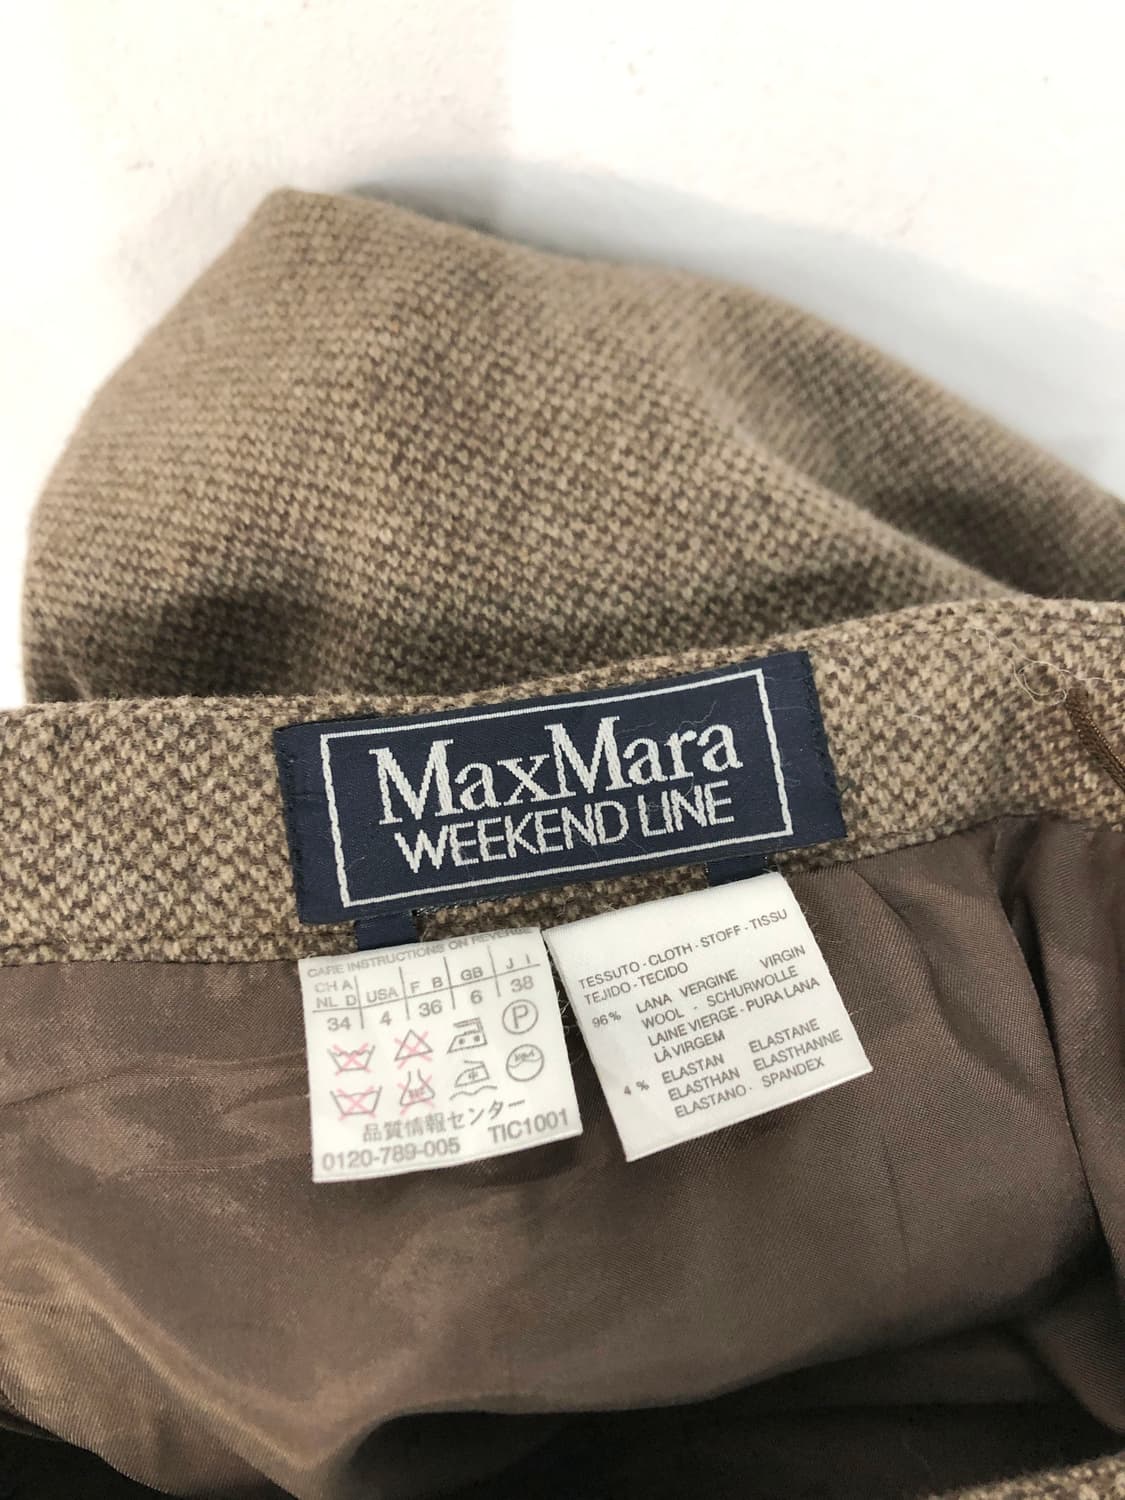 MaxMara
WEEKEND LINE
CARE INSTRUCTIONS ON REVERSE
CH A USA F B GB J I
NL D
34 4 36 6 38
P
品質情報センター
0120-789-005 TIC1001
TESSUTO - CLOTH - STOFF - TISSU
TEJIDO - TECIDO
96% LANA VERGINE VIRGIN
WOOL - SCHURWOLLE
LAINE VIERGE - PURA LANA
LÀ VIRGEM
4 % ELASTAN ELASTANE
ELASTHAN ELASTHANNE
ELASTANO - SPANDEX